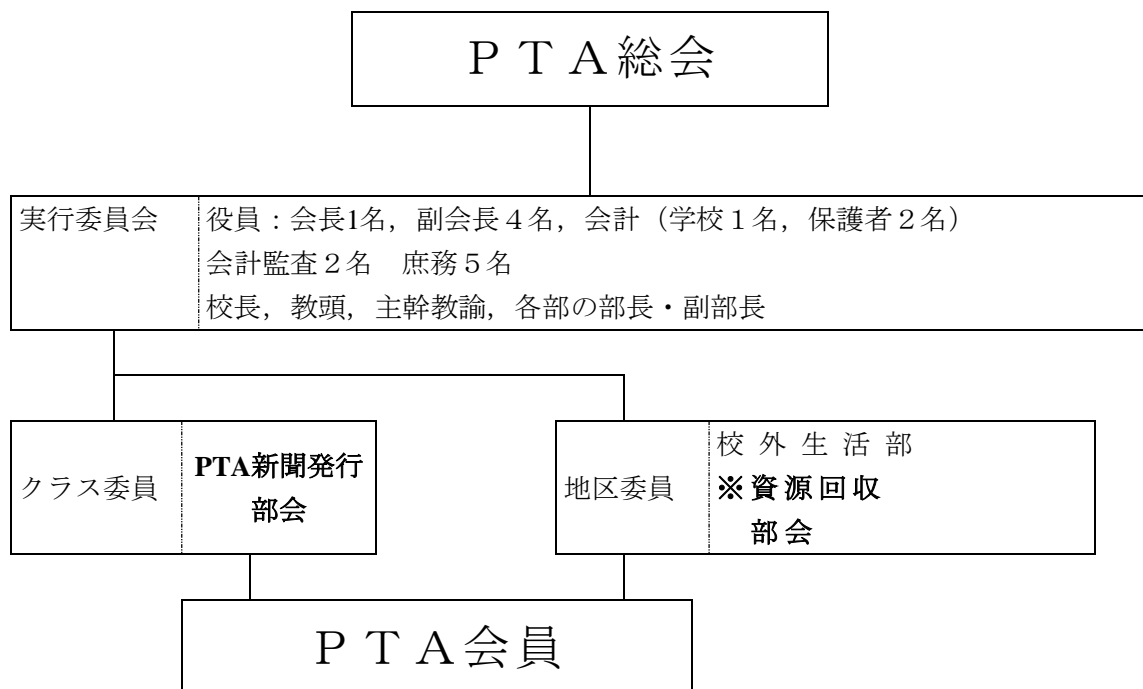 ＰＴＡ総会
実行委員会
役員：会長1名，副会長４名，会計（学校１名，保護者２名）
会計監査２名　庶務５名
校長，教頭，主幹教諭，各部の部長・副部長
クラス委員
PTA新聞発行
部会
地区委員
校外生活部
※資源回収
部会
ＰＴＡ会員